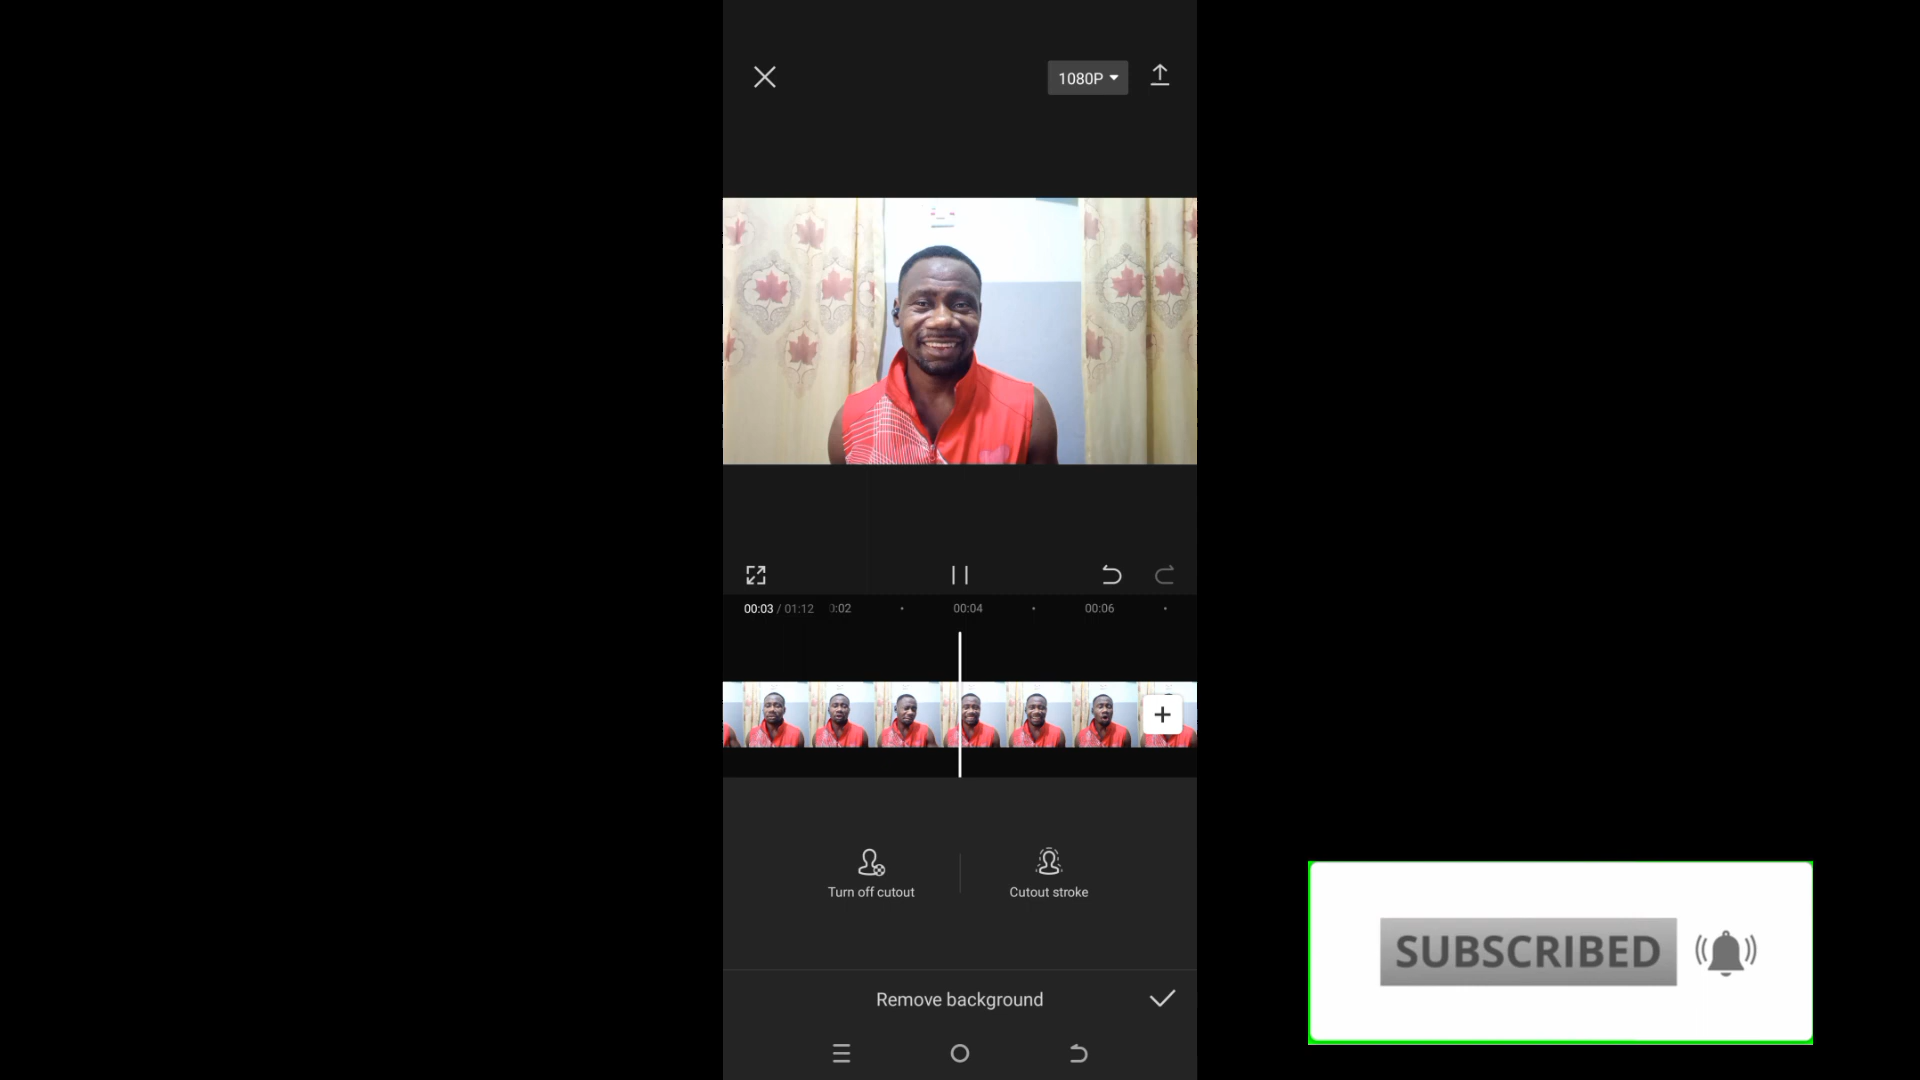 1080P
00:03 / 01:12
0:02
00:04
00:06
Turn off cutout
Cutout stroke
Remove background
SUBSCRIBED